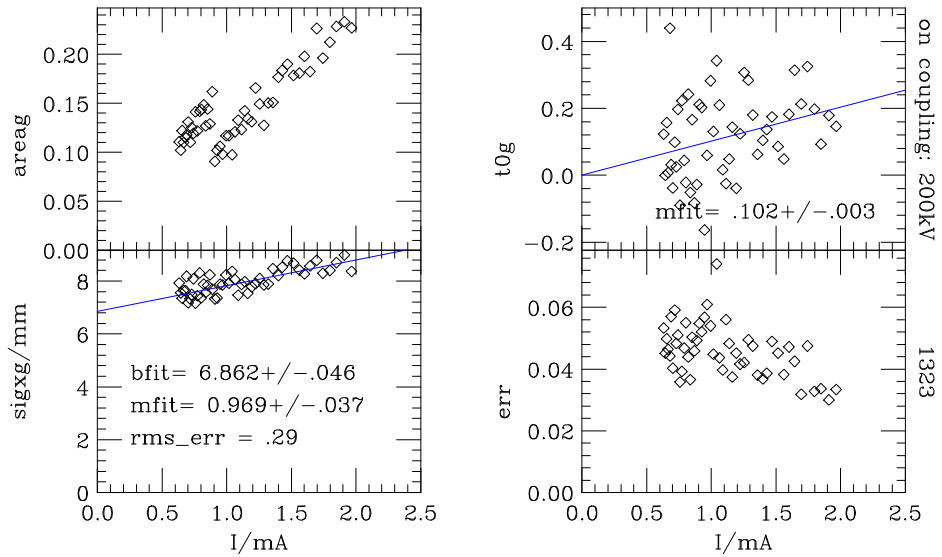 0.20
0.15
0.10
0.05
0.00
areag
0.4
0.2
0.0
−0.2
t0g
mfit= .102+/−.003
on coupling: 200kV
8
6
4
2
0
sigxg/mm
bfit= 6.862+/−.046
mfit= 0.969+/−.037
rms_err = .29
0.0 0.5 1.0 1.5 2.0 2.5
I/mA
0.06
0.04
0.02
0.00
err
1323
0.0 0.5 1.0 1.5 2.0 2.5
I/mA